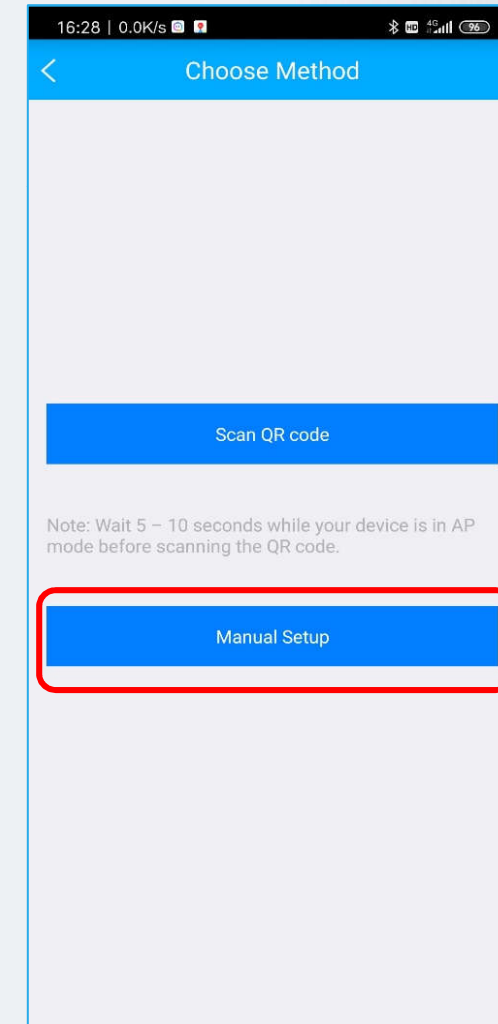 16:28 | 0.0K/s HD 4G 96
Choose Method
Scan QR code
Note: Wait 5 – 10 seconds while your device is in AP
mode before scanning the QR code.
Manual Setup